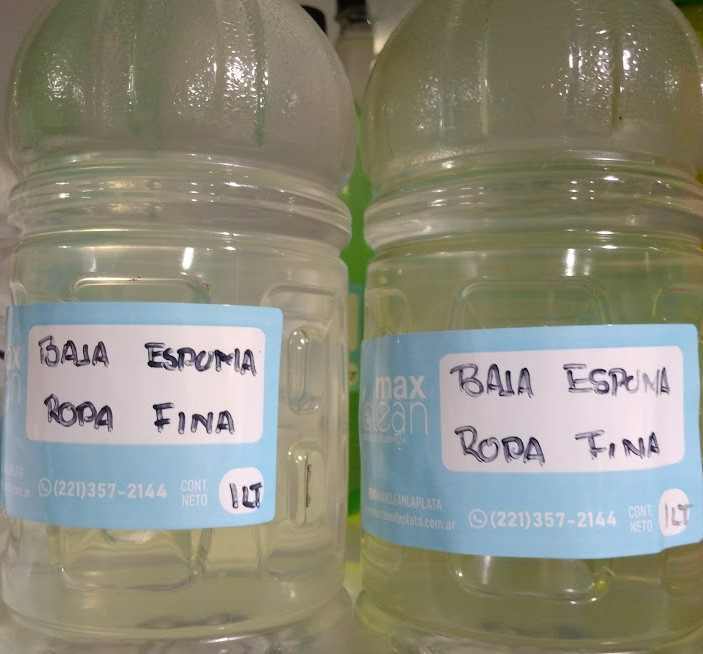 BAJA ESPUMA
ROPA FINA
(221)357-2144
CONT.
NETO
1LT
max
clean
BAJA ESPUMA
ROPA FINA
(221)357-2144
CONT.
NETO
1LT